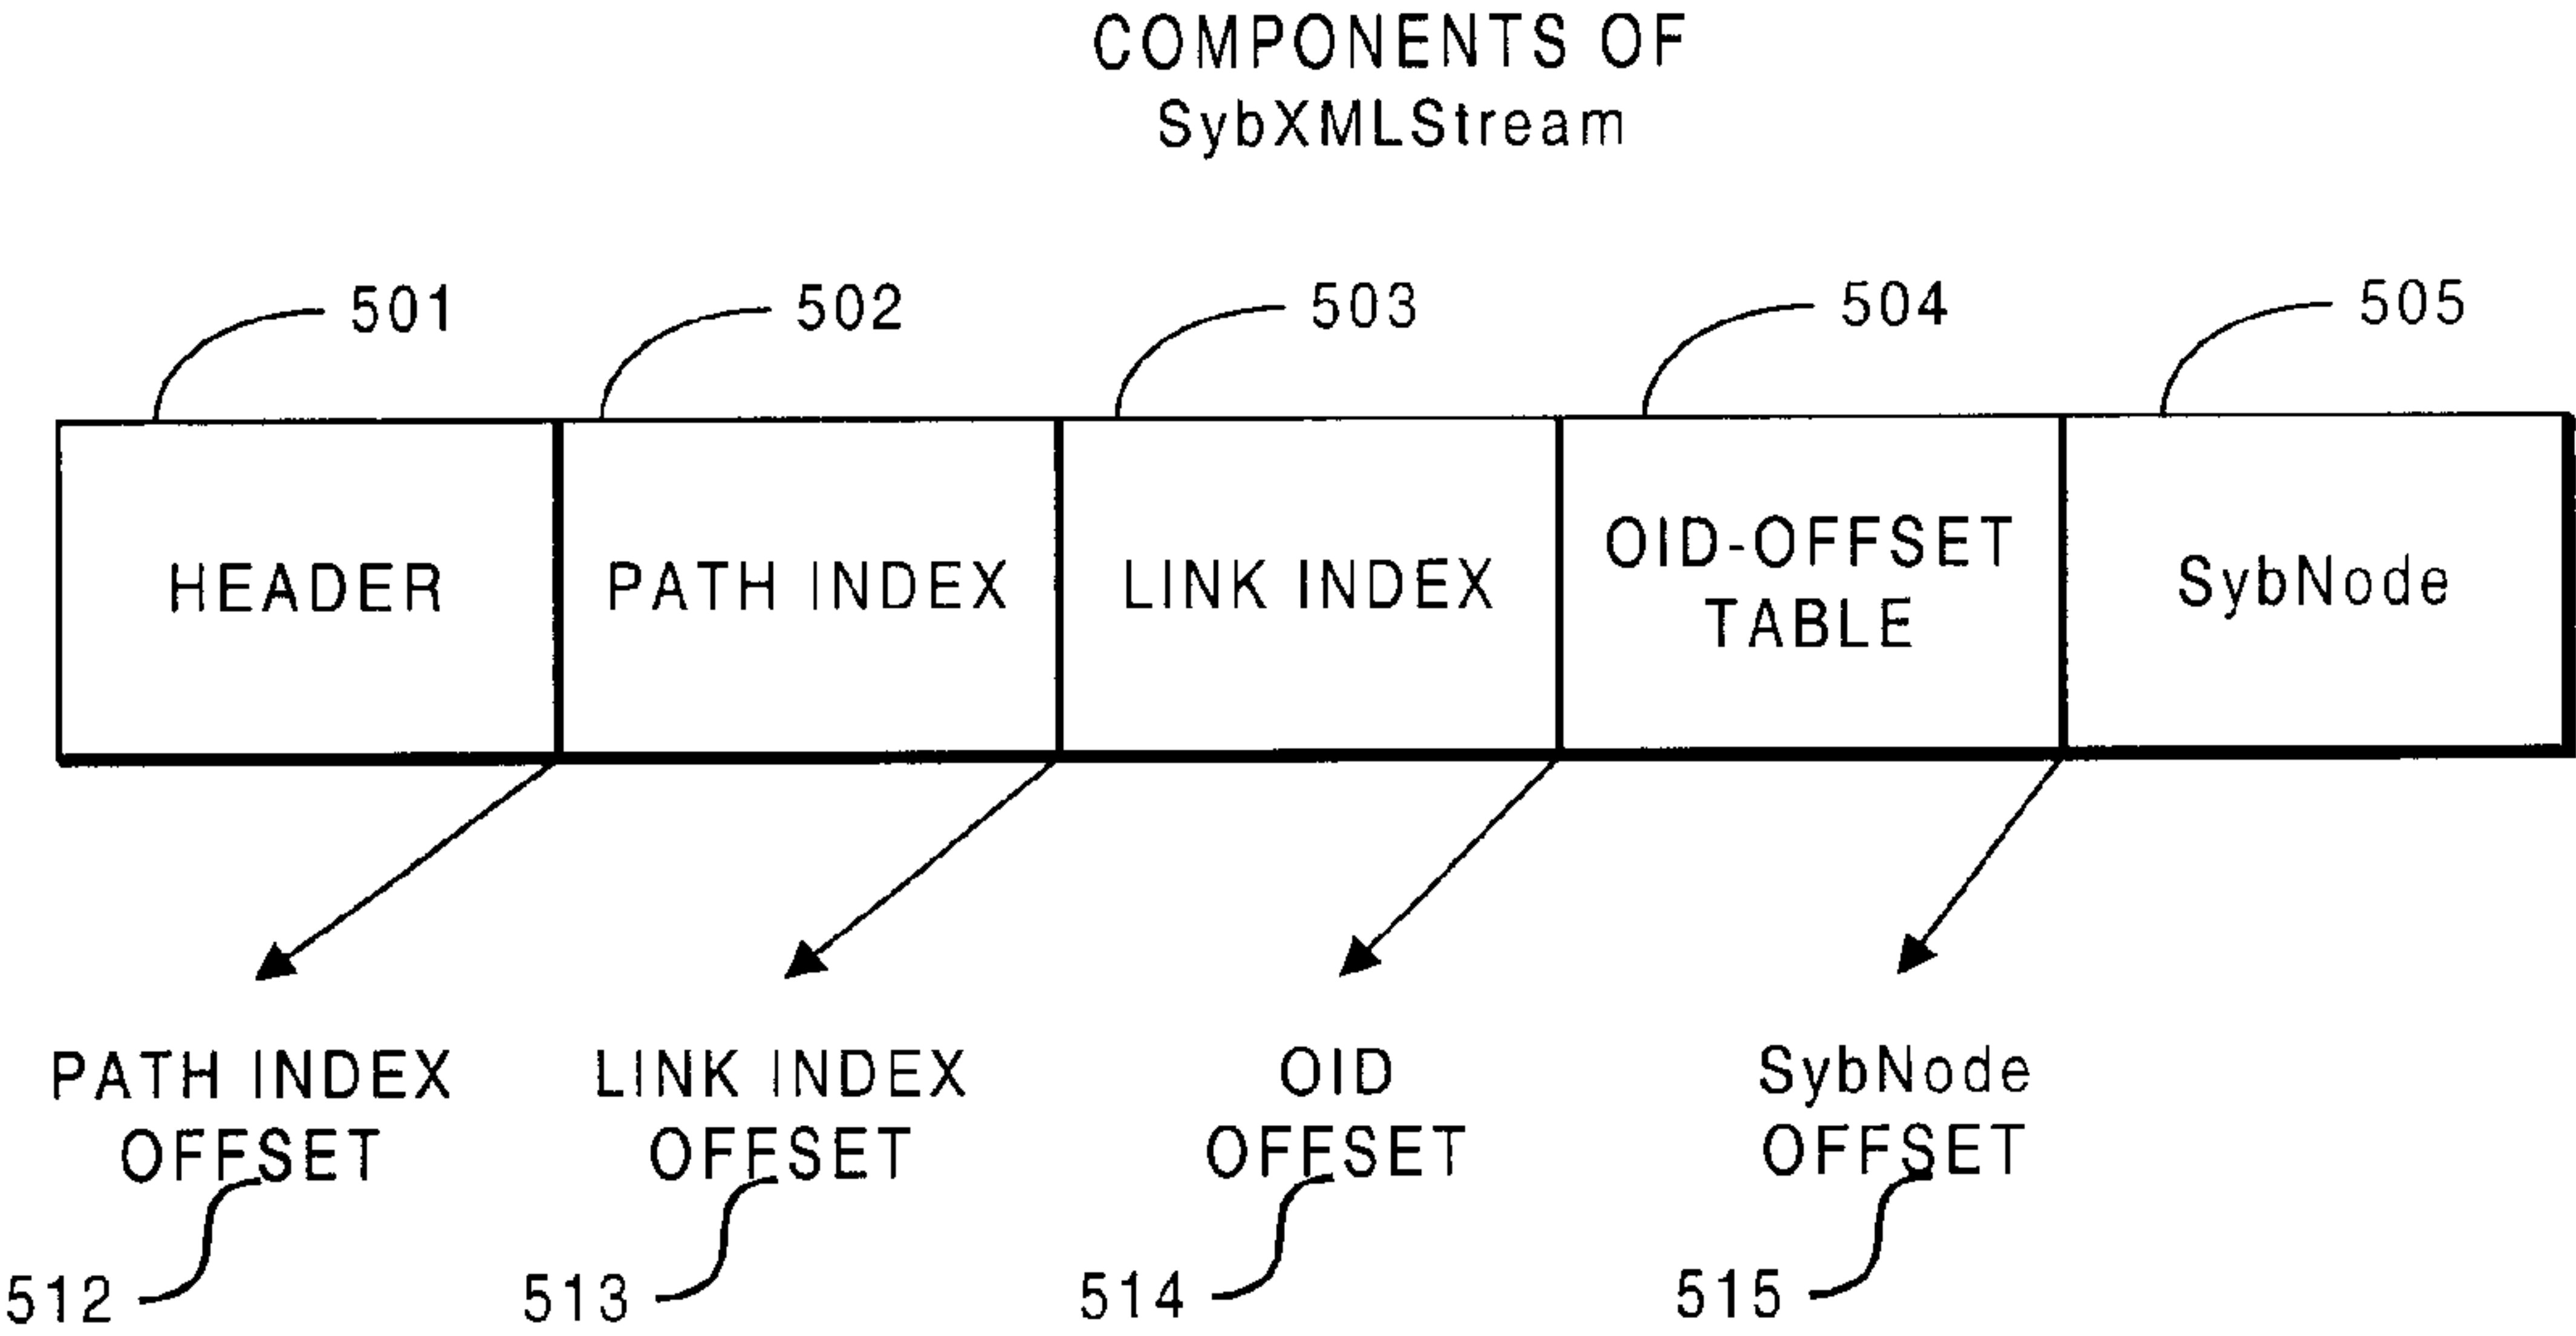 COMPONENTS OF
SybXMLStream
501
502
503
504
505
HEADER
PATH INDEX
LINK INDEX
OID-OFFSET
TABLE
SybNode
PATH INDEX
OFFSET
LINK INDEX
OFFSET
OID
OFFSET
SybNode
OFFSET
512
513
514
515